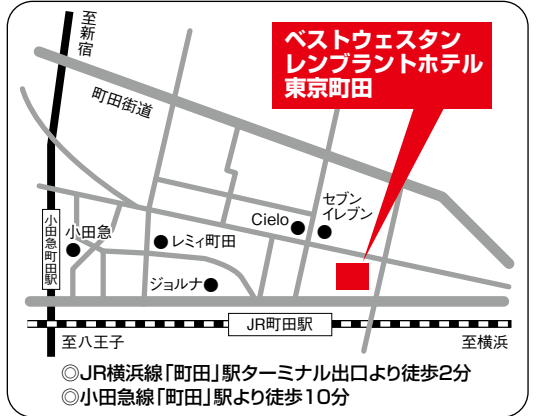 至新宿
町田街道
ベストウェスタン
レンブラントホテル
東京町田
セブン
イレブン
Cielo
小田急町田駅
小田急
レミィ町田
ジョルナ
JR町田駅
至八王子
至横浜
◎JR横浜線「町田」駅ターミナル出口より徒歩2分
◎小田急線「町田」駅より徒歩10分